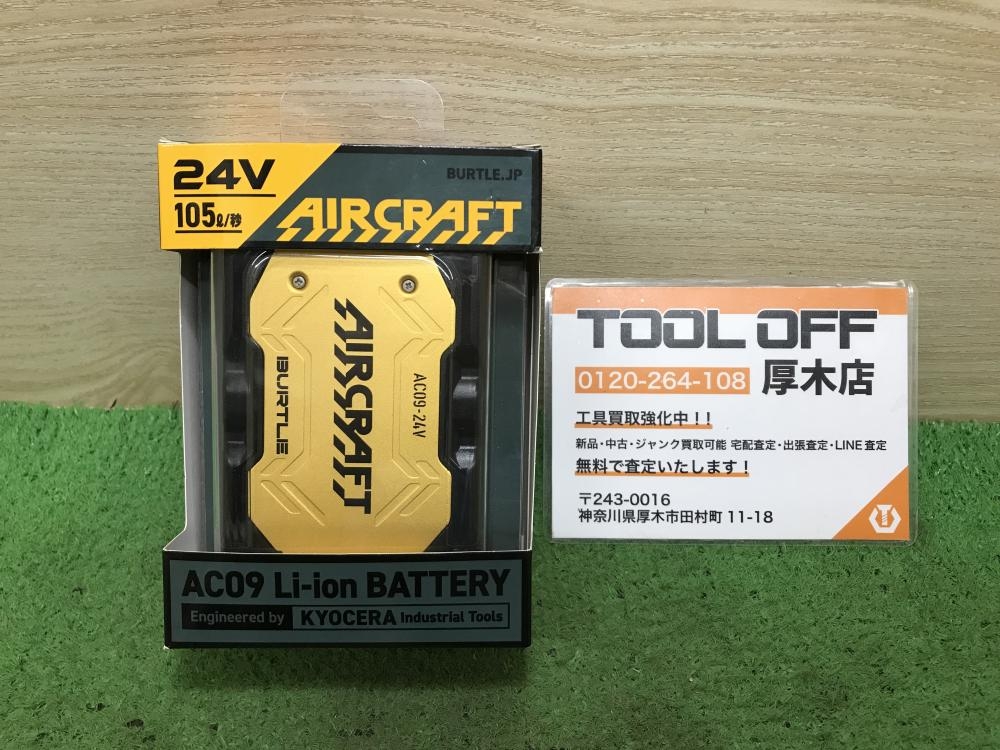 24V
105ℓ/秒
BURTLE.JP
AIRCRAFT
AIRCRAFT
BURTLE
AC09-24V
AC09 Li-ion BATTERY
Engineered by KYOCERA Industrial Tools
TOOL OFF
0120-264-108 厚木店
工具買取強化中！！
新品・中古・ジャンク買取可能 宅配査定・出張査定・LINE査定
無料で査定いたします！
〒243-0016
神奈川県厚木市田村町 11-18